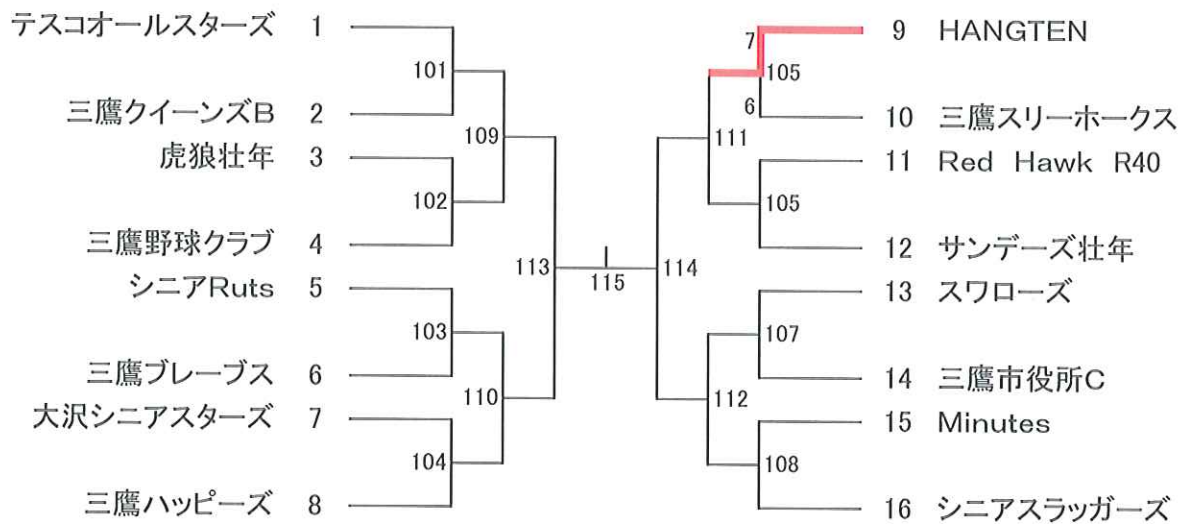 テスコオールスターズ 1
三鷹クイーンズB 2
虎狼壮年 3
三鷹野球クラブ 4
シニアRuts 5
三鷹ブレーブス 6
大沢シニアスターズ 7
三鷹ハッピーズ 8
101
102
103
104
109
110
113
115
114
111
112
7
105
6
105
107
108
9 HANGTEN
10 三鷹スリーホークス
11 Red Hawk R40
12 サンデーズ壮年
13 スワローズ
14 三鷹市役所C
15 Minutes
16 シニアスラッガーズ